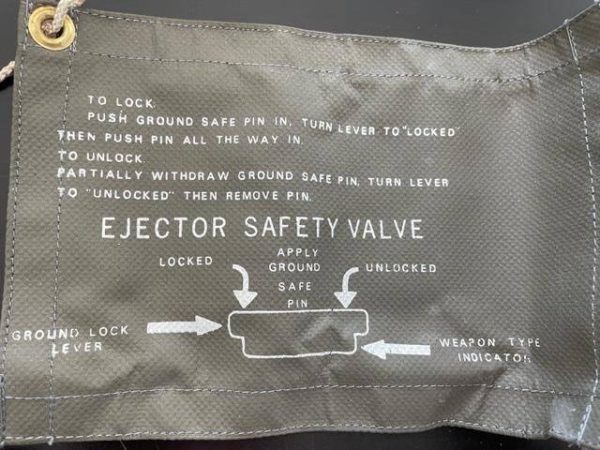 TO LOCK.
PUSH GROUND SAFE PIN IN, TURN LEVER TO "LOCKED"
THEN PUSH PIN ALL THE WAY IN.
TO UNLOCK.
PARTIALLY WITHDRAW GROUND SAFE PIN, TURN LEVER
TO "UNLOCKED" THEN REMOVE PIN.
EJECTOR SAFETY VALVE
LOCKED
APPLY
GROUND
SAFE
PIN
UNLOCKED
GROUND LOCK
LEVER
WEAPON TYPE
INDICATOR